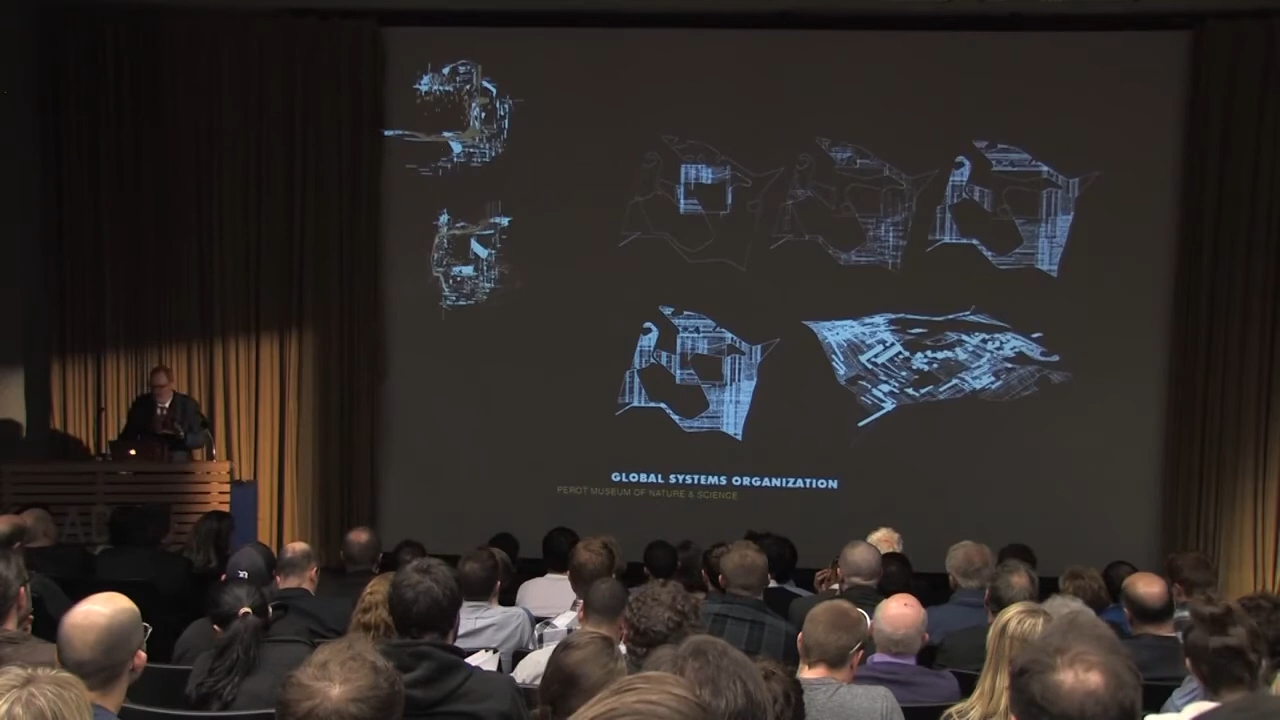 GLOBAL SYSTEMS ORGANIZATION
PEROT MUSEUM OF NATURE & SCIENCE